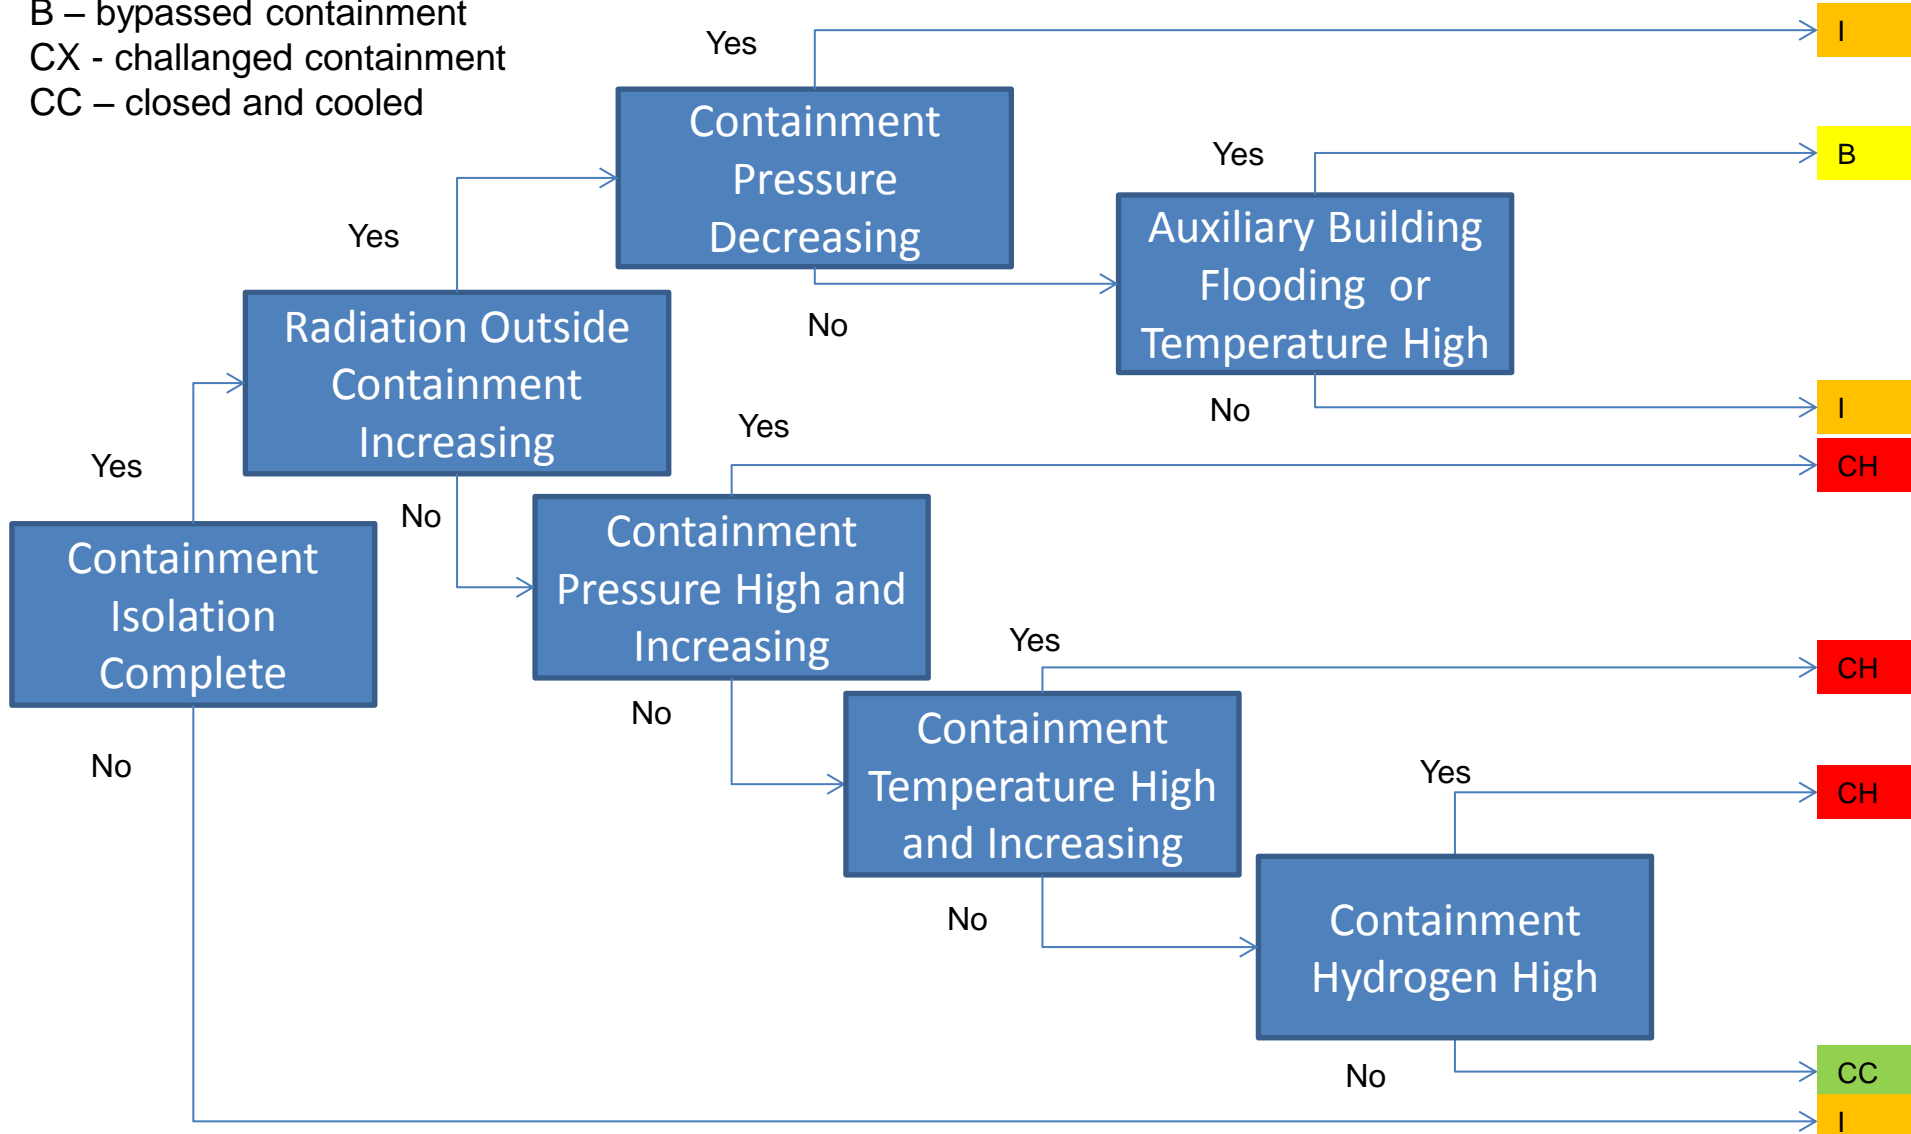 B – bypassed containment
CX - challanged containment
CC – closed and cooled
Yes
I
Containment
Pressure
Decreasing
Yes
B
Auxiliary Building
Flooding or
Temperature High
Yes
No
No
I
Radiation Outside
Containment
Increasing
Yes
CH
Yes
No
Containment
Pressure High and
Increasing
Containment
Isolation
Complete
Yes
CH
No
Containment
Temperature High
and Increasing
No
Yes
CH
No
Containment
Hydrogen High
No
CC
I